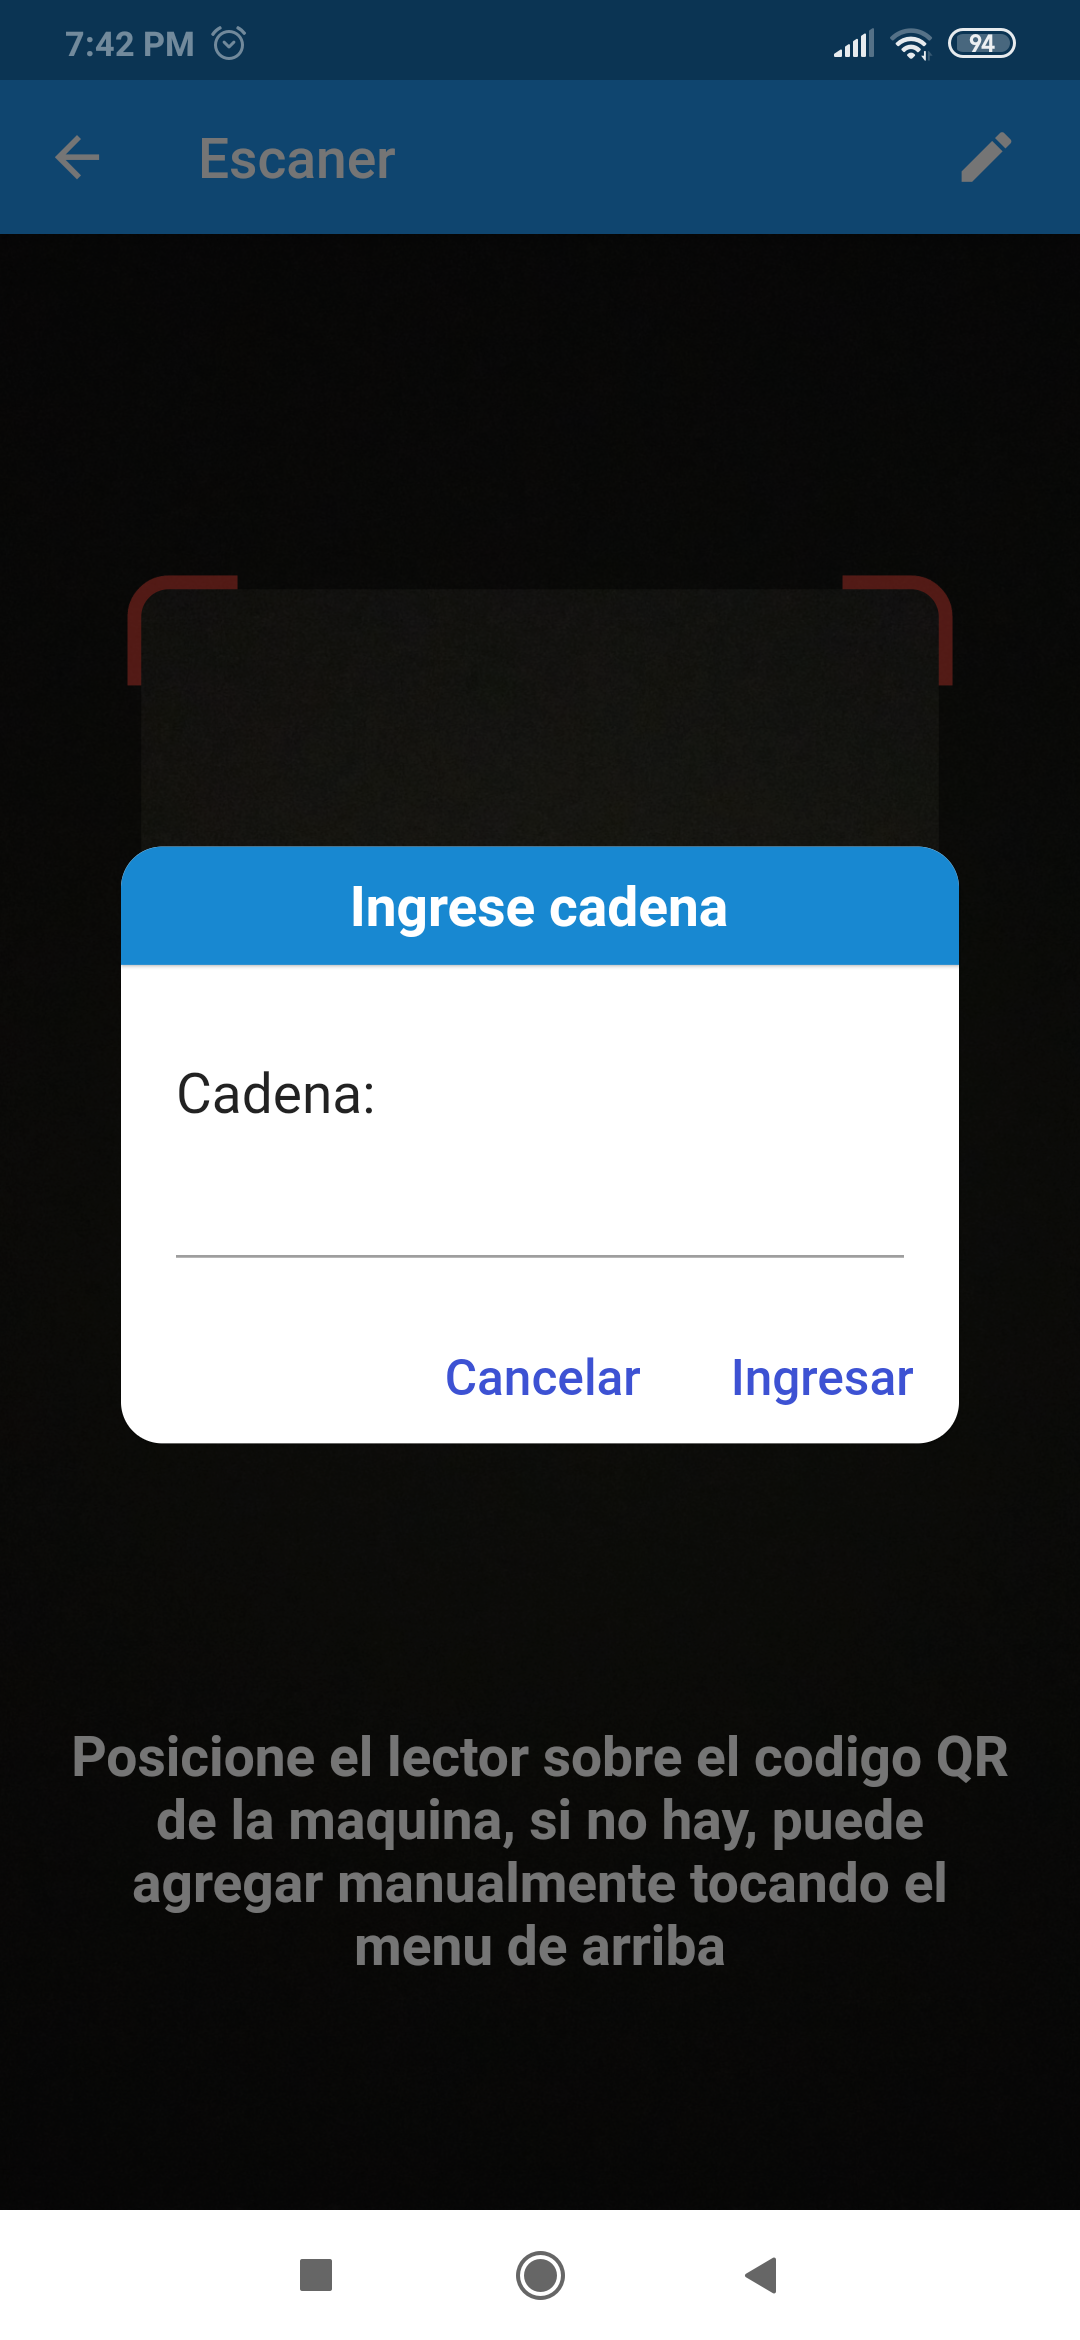 7:42 PM
94
Escaner
Ingrese cadena
Cadena:
Cancelar Ingresar
Posicione el lector sobre el codigo QR
de la maquina, si no hay, puede
agregar manualmente tocando el
menu de arriba